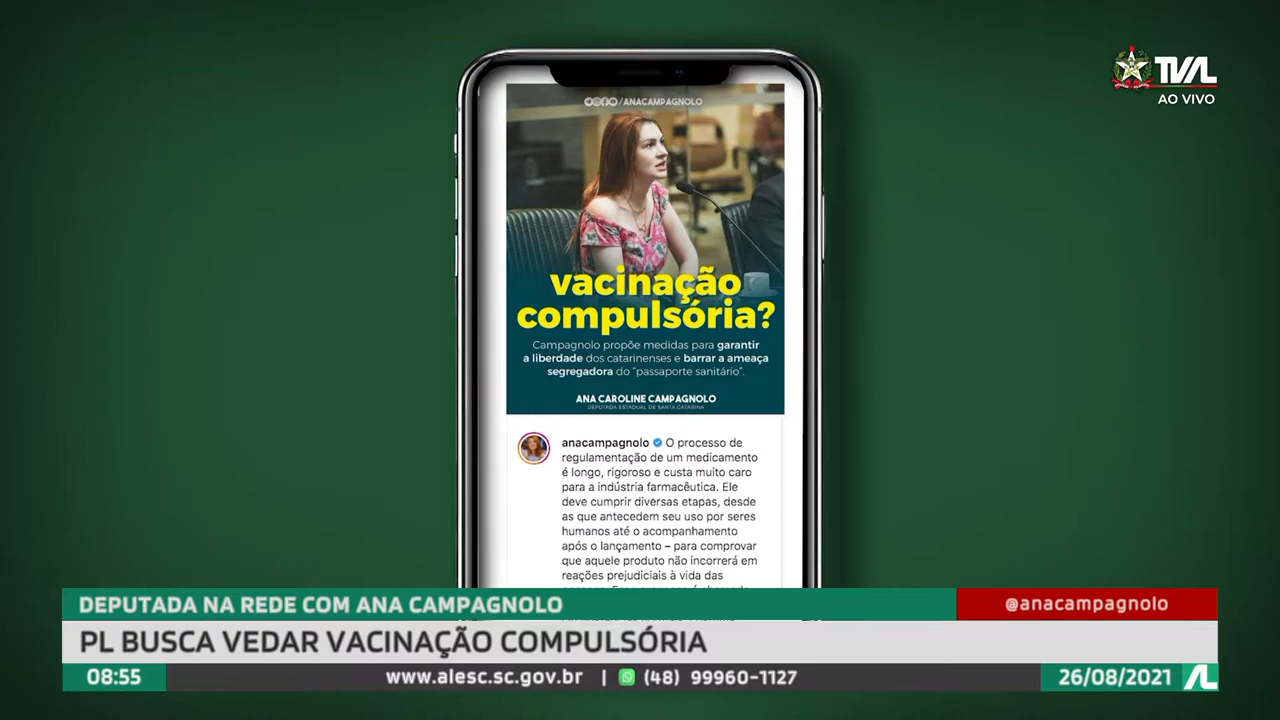 TVAL
AO VIVO
/ANACAMPAGNOLO
vacinação
compulsória?
Campagnolo propõe medidas para garantir
a liberdade dos catarinenses e barrar a ameaça
segregadora do "passaporte sanitário".
ANA CAROLINE CAMPAGNOLO
DEPUTADA ESTADUAL DE SANTA CATARINA
anacampagnolo O processo de
regulamentação de um medicamento
é longo, rigoroso e custa muito caro
para a indústria farmacêutica. Ele
deve cumprir diversas etapas, desde
as que antecedem seu uso por seres
humanos até o acompanhamento
após o lançamento – para comprovar
que aquele produto não incorrerá em
reações prejudiciais à vida das
DEPUTADA NA REDE COM ANA CAMPAGNOLO
@anacampagnolo
PL BUSCA VEDAR VACINAÇÃO COMPULSÓRIA
08:55
www.alesc.sc.gov.br | (48) 99960-1127
26/08/2021
AL